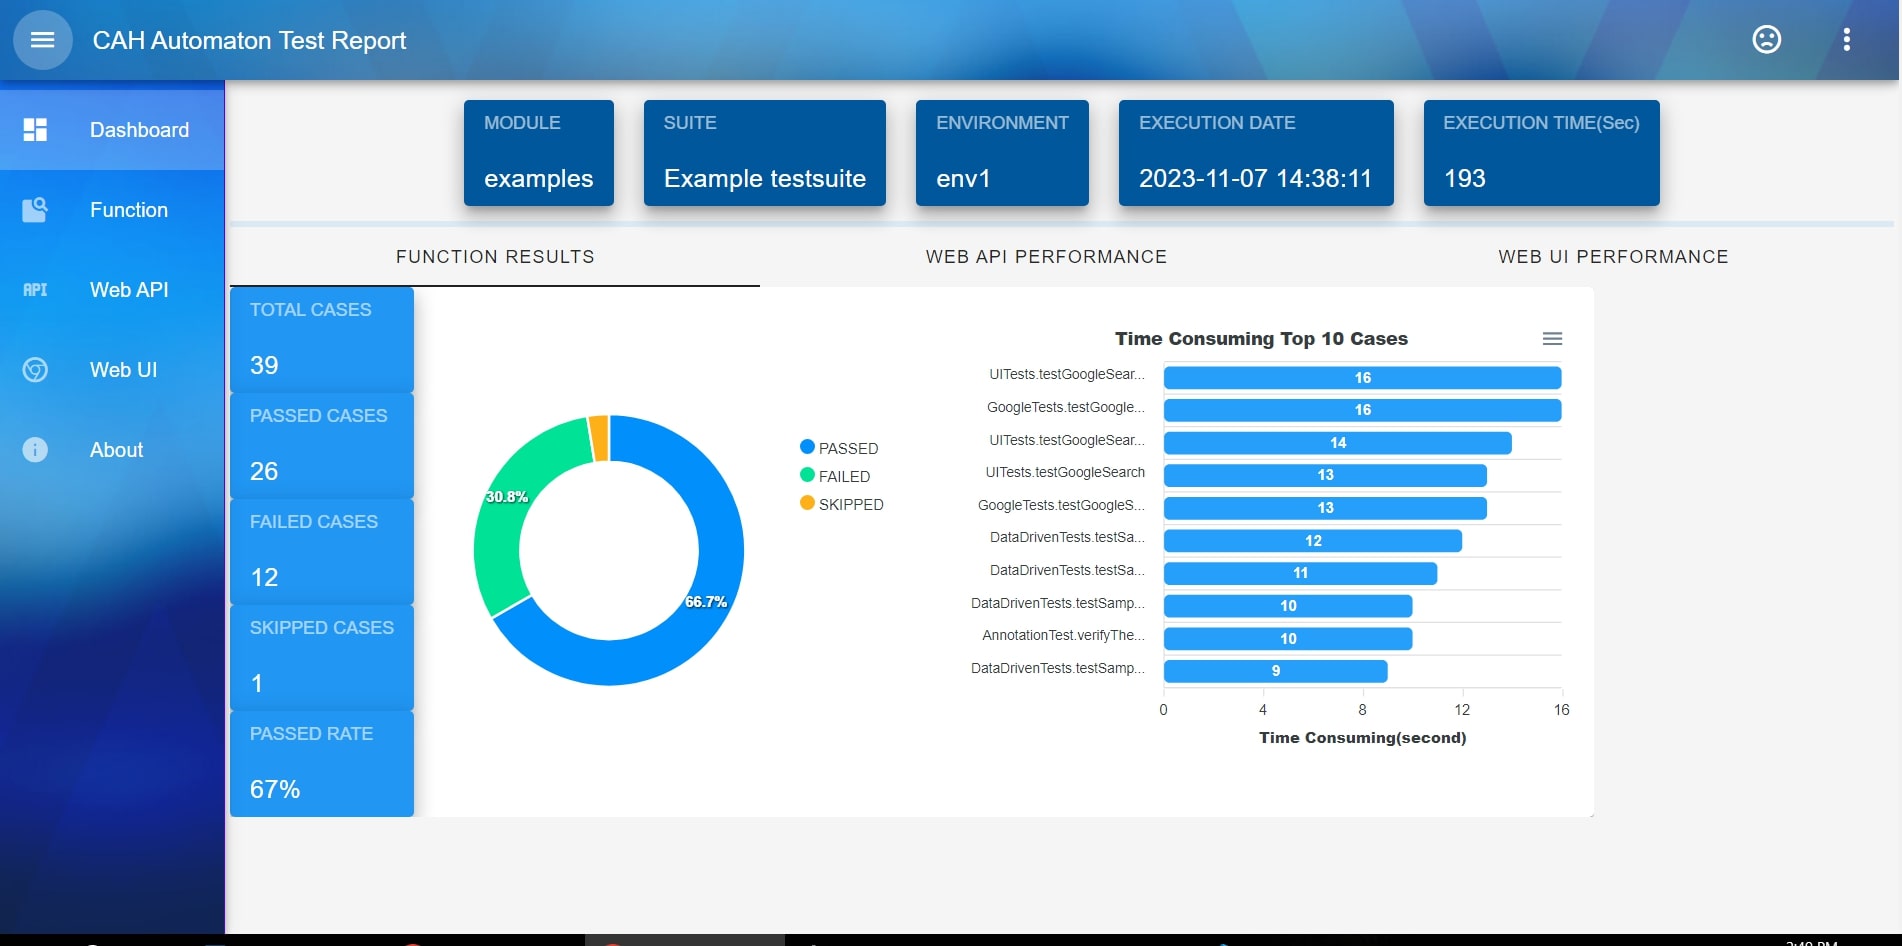 CAH Automaton Test Report
Dashboard
Function
API
Web API
Web UI
About
MODULE
examples
SUITE
Example testsuite
ENVIRONMENT
env1
EXECUTION DATE
2023-11-07 14:38:11
EXECUTION TIME(Sec)
193
FUNCTION RESULTS
WEB API PERFORMANCE
WEB UI PERFORMANCE
TOTAL CASES
39
PASSED CASES
26
FAILED CASES
12
SKIPPED CASES
1
PASSED RATE
67%
30.8%
66.7%
PASSED
FAILED
SKIPPED
Time Consuming Top 10 Cases
UITests.testGoogleSear... 16
GoogleTests.testGoogle... 16
UITests.testGoogleSear... 14
UITests.testGoogleSearch 13
GoogleTests.testGoogleS... 13
DataDrivenTests.testSa... 12
DataDrivenTests.testSa... 11
DataDrivenTests.testSamp... 10
AnnotationTest.verifyThe... 10
DataDrivenTests.testSamp... 9
0 4 8 12 16
Time Consuming(second)